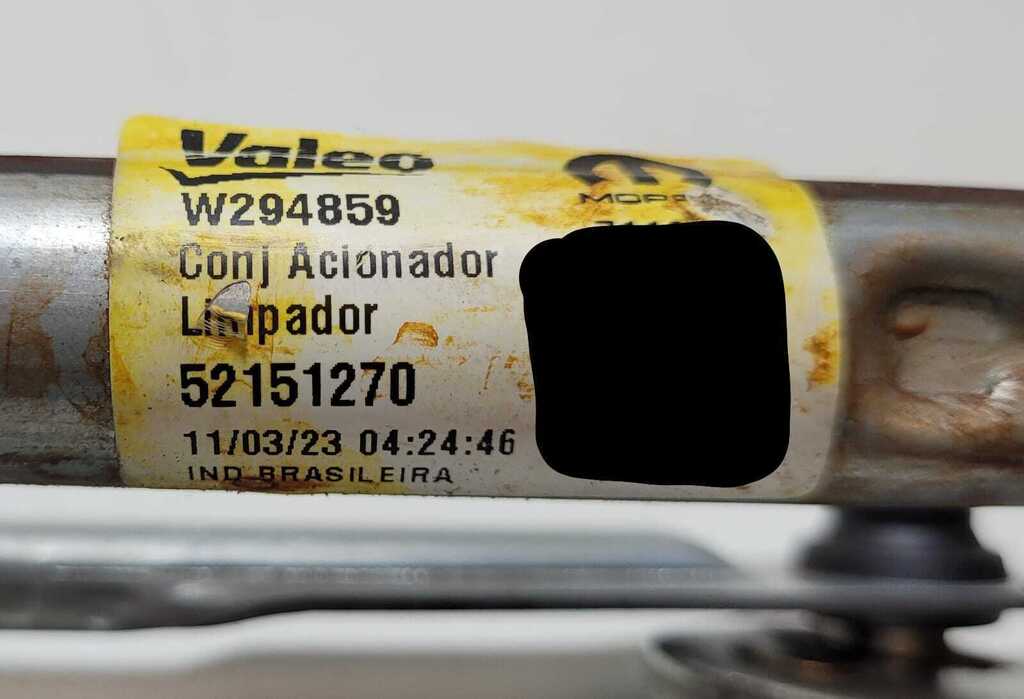 Valeo
W294859
Conj Acionador
Limpador
52151270
11/03/23 04:24:46
IND BRASILEIRA